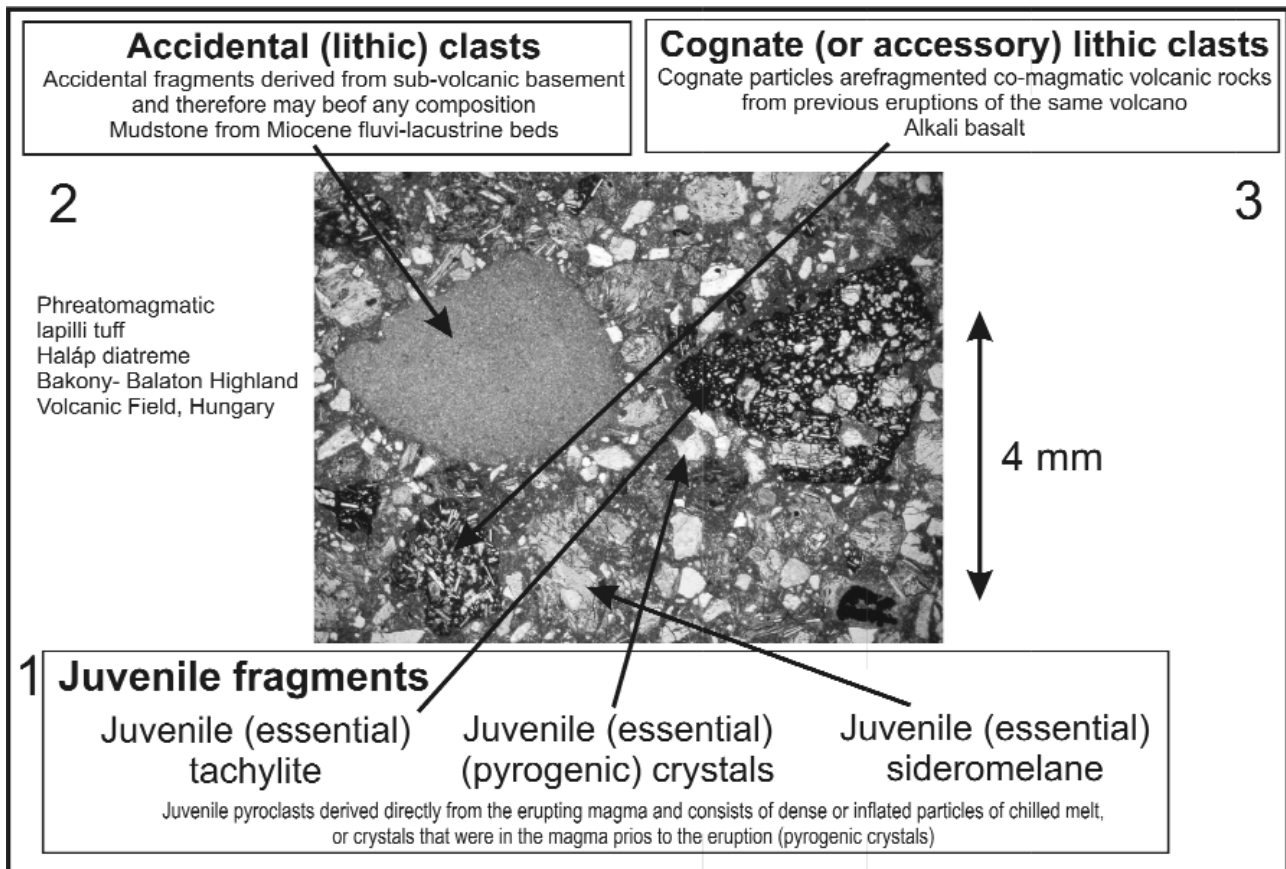 Accidental (lithic) clasts
Accidental fragments derived from sub-volcanic basement
and therefore may beof any composition
Mudstone from Miocene fluvi-lacustrine beds
Cognate (or accessory) lithic clasts
Cognate particles arefragmented co-magmatic volcanic rocks
from previous eruptions of the same volcano
Alkali basalt
2
3
Phreatomagmatic
lapilli tuff
Haláp diatreme
Bakony- Balaton Highland
Volcanic Field, Hungary
4 mm
1
Juvenile fragments
Juvenile (essential)
tachylite
Juvenile (essential)
(pyrogenic) crystals
Juvenile (essential)
sideromelane
Juvenile pyroclasts derived directly from the erupting magma and consists of dense or inflated particles of chilled melt,
or crystals that were in the magma prios to the eruption (pyrogenic crystals)